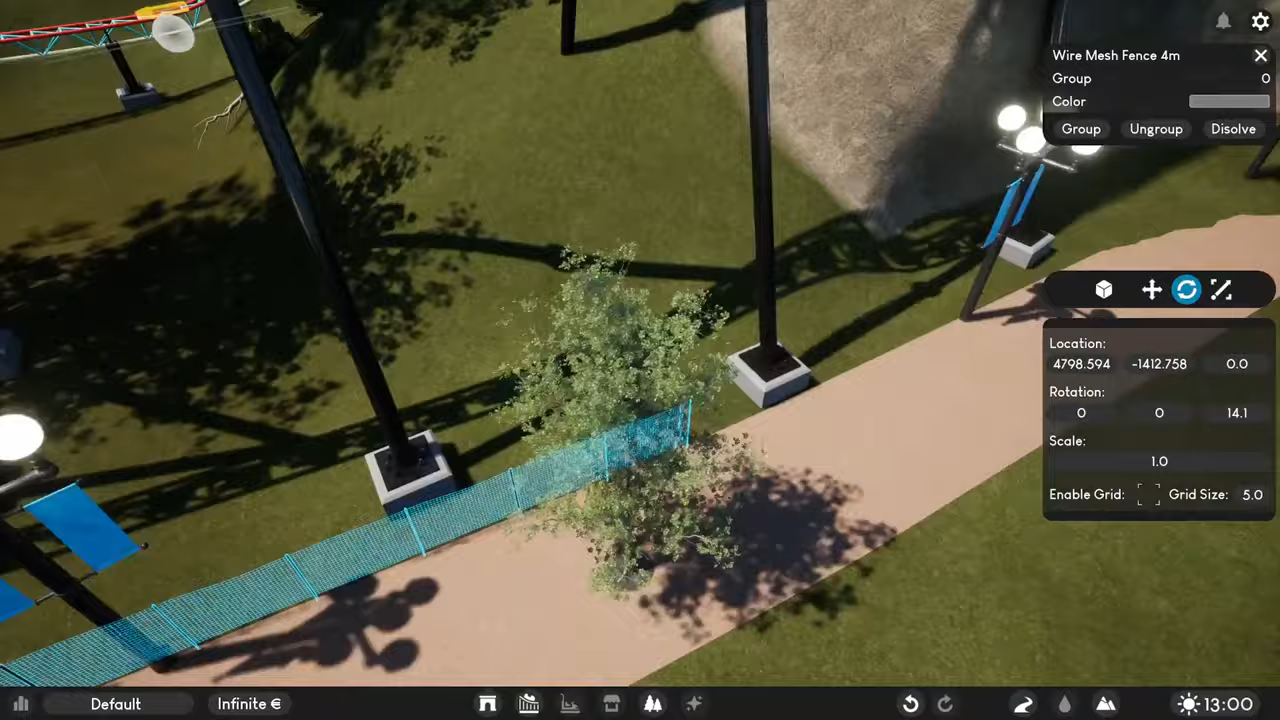 Wire Mesh Fence 4m
Group 0
Color
Group Ungroup Disolve
Location:
4798.594 -1412.758 0.0
Rotation:
0 0 14.1
Scale:
1.0
Enable Grid: Grid Size: 5.0
Default Infinite € 13:00